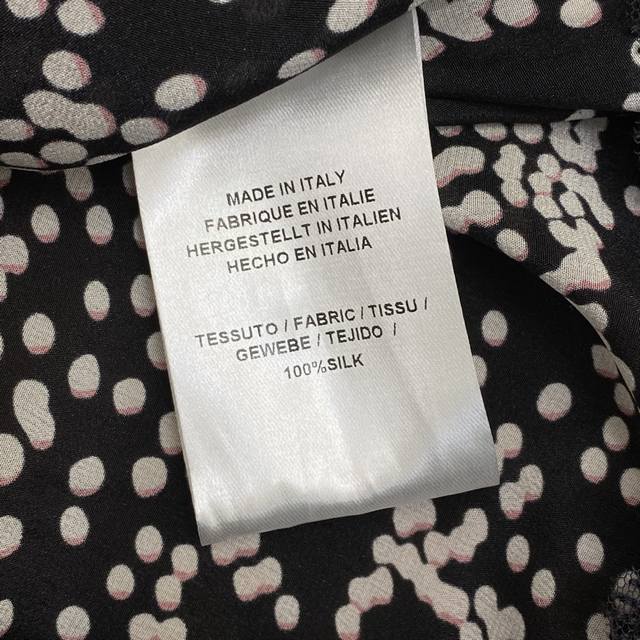 MADE IN ITALY
FABRIQUE EN ITALIE
HERGESTELLT IN ITALIEN
HECHO EN ITALIA
TESSUTO / FABRIC / TISSU /
GEWEBE / TEJIDO /
100%SILK